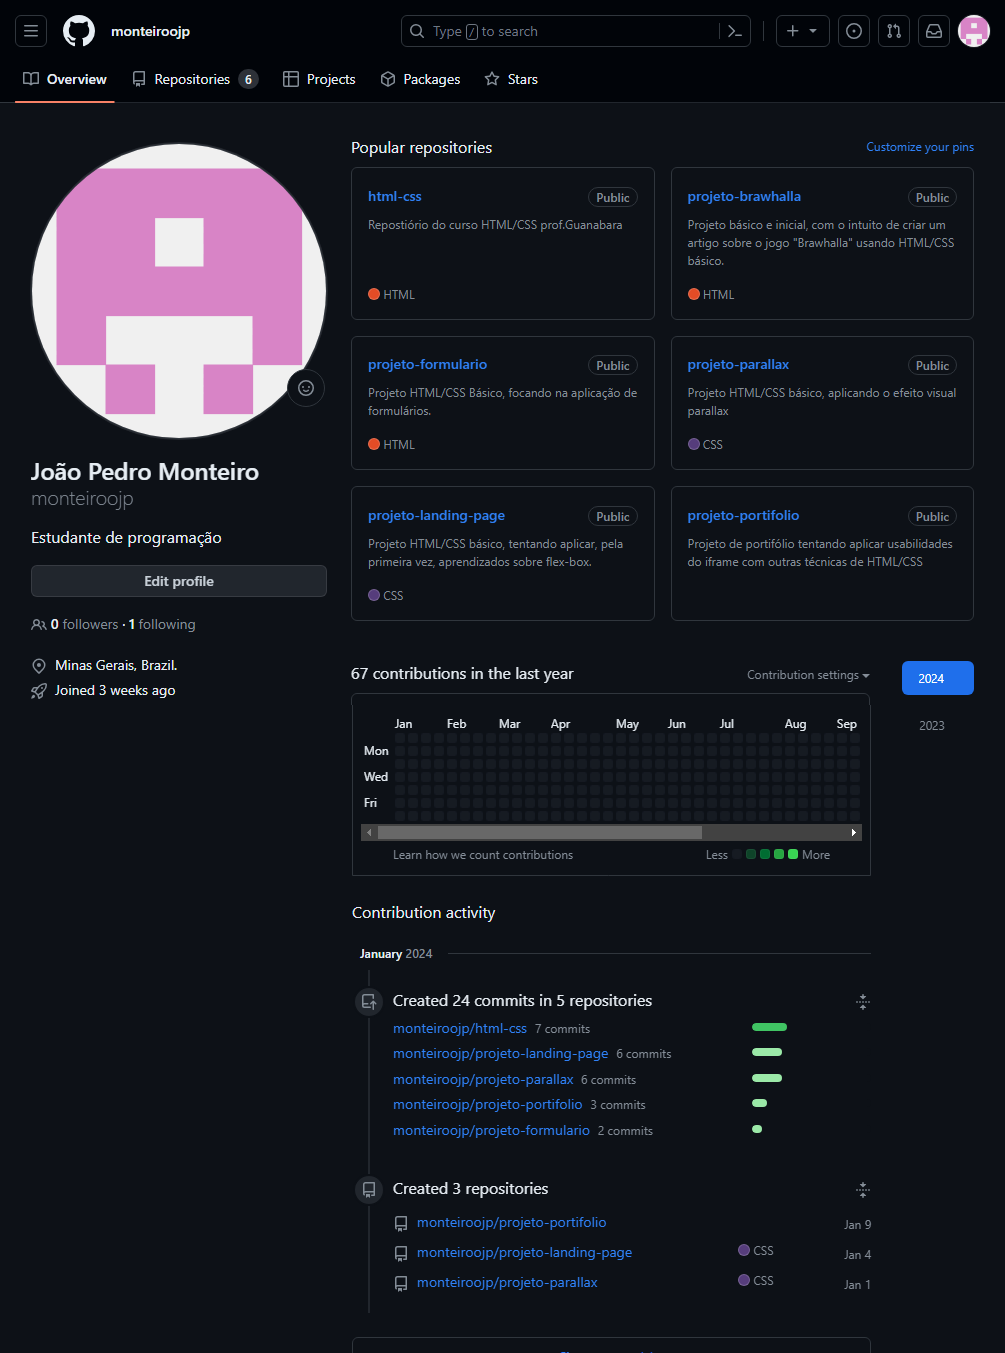 monteiroojp
Type / to search
Overview
Repositories 6
Projects
Packages
Stars
João Pedro Monteiro
monteiroojp
Estudante de programação
Edit profile
0 followers · 1 following
Minas Gerais, Brazil.
Joined 3 weeks ago
Popular repositories
Customize your pins
html-css
Public
Repostiório do curso HTML/CSS prof.Guanabara
HTML
projeto-brawhalla
Public
Projeto básico e inicial, com o intuito de criar um
artigo sobre o jogo "Brawhalla" usando HTML/CSS
básico.
HTML
projeto-formulario
Public
Projeto HTML/CSS Básico, focando na aplicação de
formulários.
HTML
projeto-parallax
Public
Projeto HTML/CSS básico, aplicando o efeito visual
parallax
CSS
projeto-landing-page
Public
Projeto HTML/CSS básico, tentando aplicar, pela
primeira vez, aprendizados sobre flex-box.
CSS
projeto-portifolio
Public
Projeto de portifólio tentando aplicar usabilidades
do iframe com outras técnicas de HTML/CSS
67 contributions in the last year
Contribution settings
2024
2023
Jan Feb Mar Apr May Jun Jul Aug Sep
Mon
Wed
Fri
Learn how we count contributions
Less
More
Contribution activity
January 2024
Created 24 commits in 5 repositories
monteiroojp/html-css 7 commits
monteiroojp/projeto-landing-page 6 commits
monteiroojp/projeto-parallax 6 commits
monteiroojp/projeto-portifolio 3 commits
monteiroojp/projeto-formulario 2 commits
Created 3 repositories
monteiroojp/projeto-portifolio Jan 9
monteiroojp/projeto-landing-page CSS Jan 4
monteiroojp/projeto-parallax CSS Jan 1